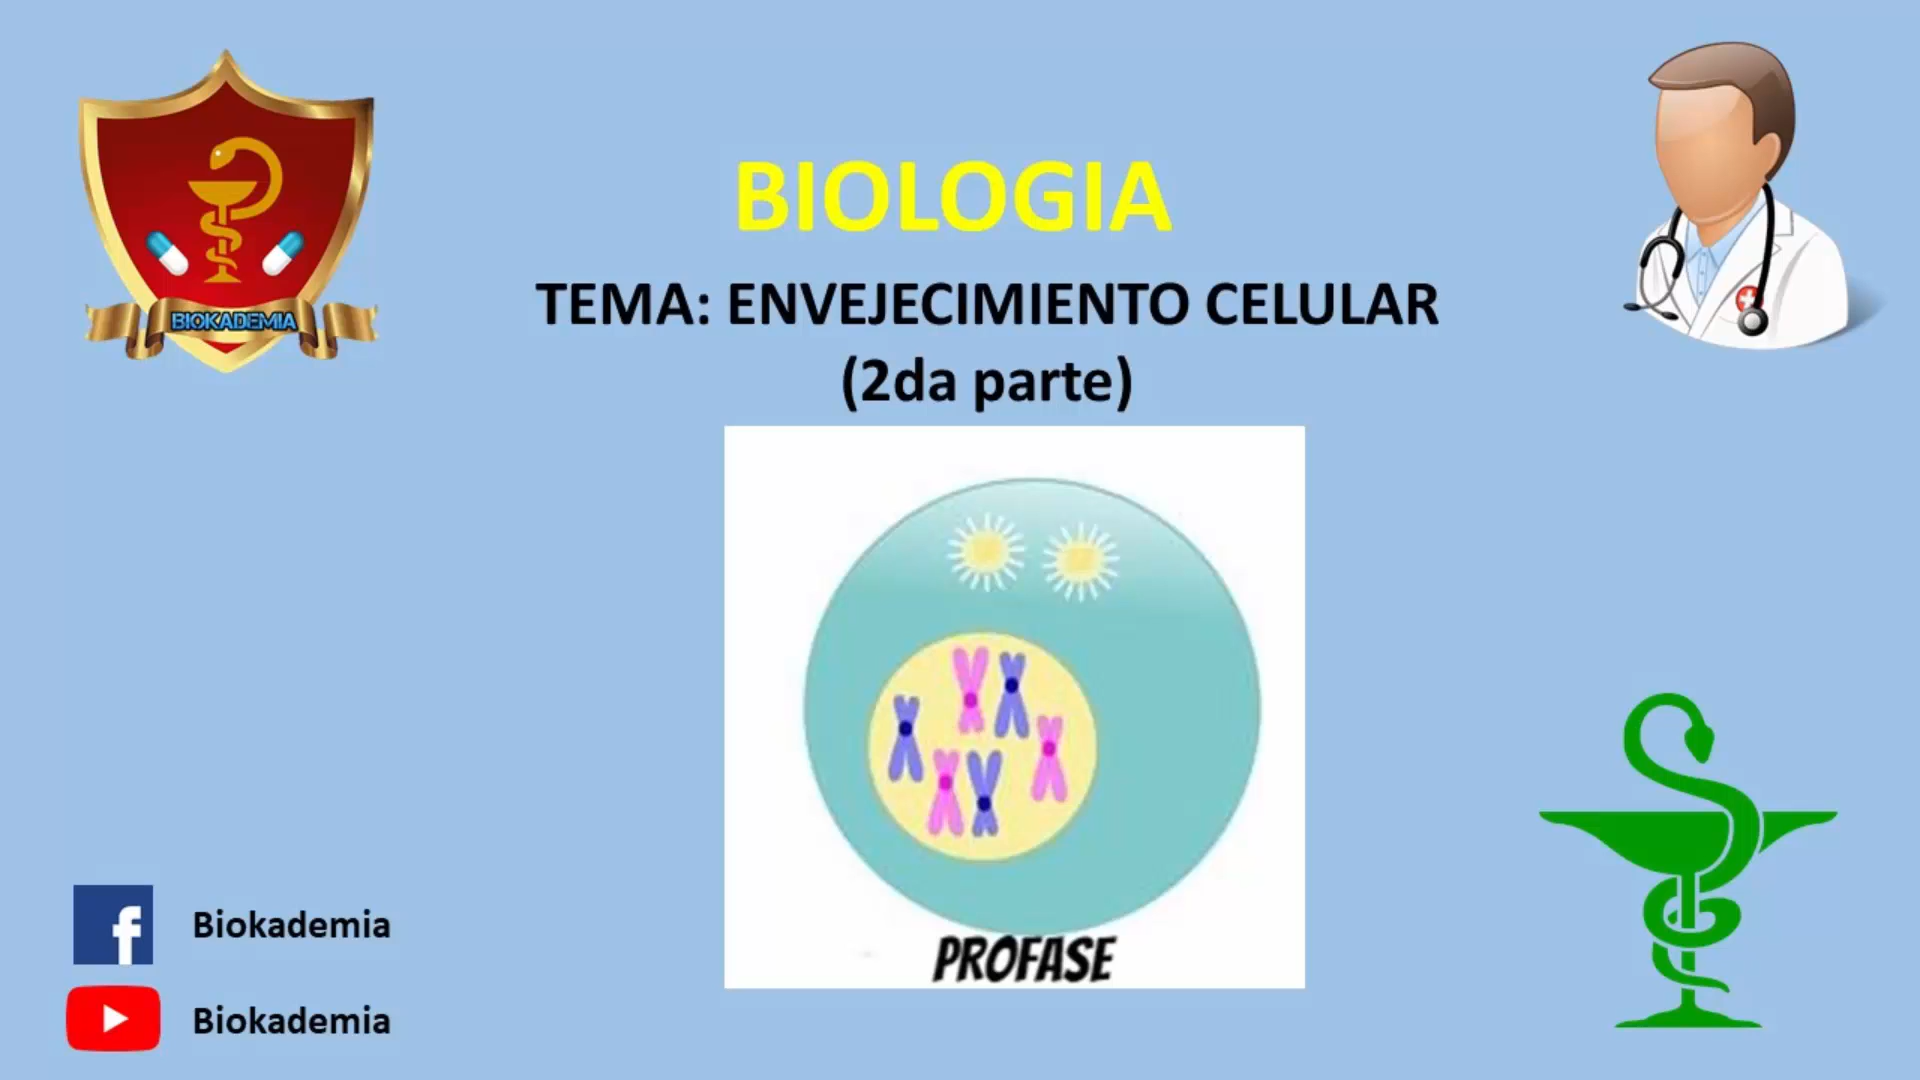 BIOKADEMIA
BIOLOGIA
TEMA: ENVEJECIMIENTO CELULAR
(2da parte)
PROFASE
Biokademia
Biokademia